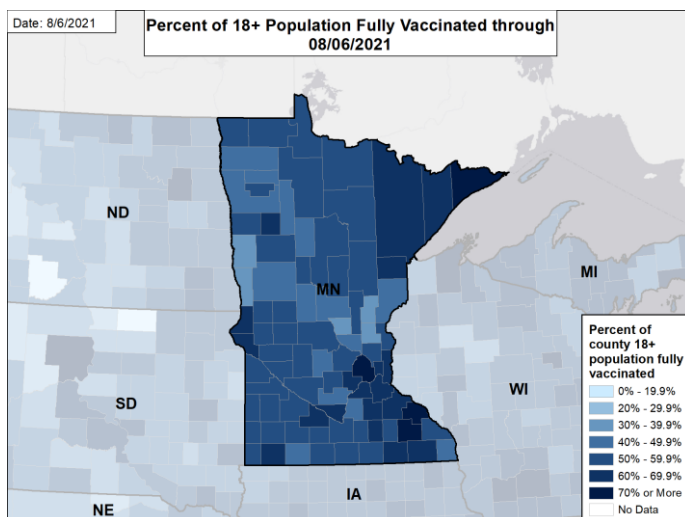 Date: 8/6/2021
Percent of 18+ Population Fully Vaccinated through
08/06/2021
ND
MN
MI
SD
WI
NE
IA
Percent of
county 18+
population fully
vaccinated
0% - 19.9%
20% - 29.9%
30% - 39.9%
40% - 49.9%
50% - 59.9%
60% - 69.9%
70% or More
No Data